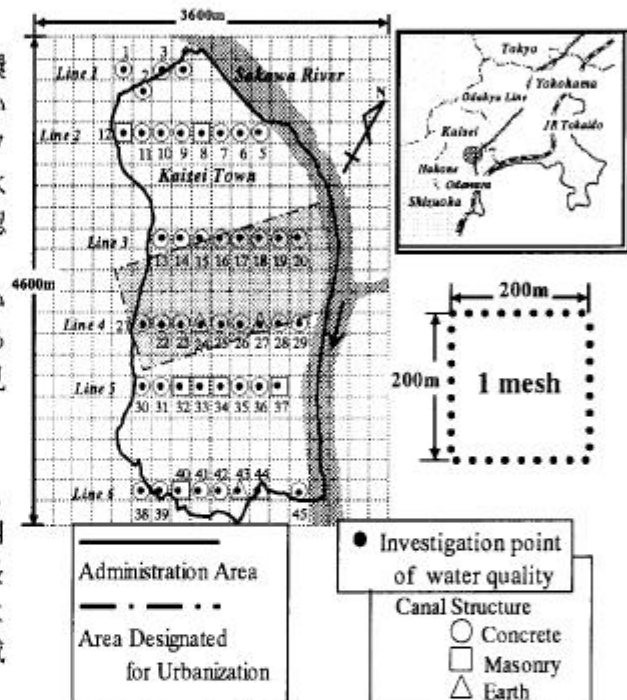 3600m
4600m
Line 1
1
2
3
9
Sakawa River
N
Line 2
12
11
10
9
8
7
6
5
Kaisei Town
Line 3
13
14
15
16
17
18
19
20
Line 4
21
22
23
24
25
26
27
28
29
Line 5
30
31
32
33
34
35
36
37
Line 6
40
41
42
43
44
38
39
45
Tokyo
Yokohama
Odakyu Line
JR Tokaido
Kaisei
Hakone
Odawara
Shizuoka
200m
200m
1 mesh
Administration Area
Area Designated
for Urbanization
Investigation point
of water quality
Canal Structure
Concrete
Masonry
Earth